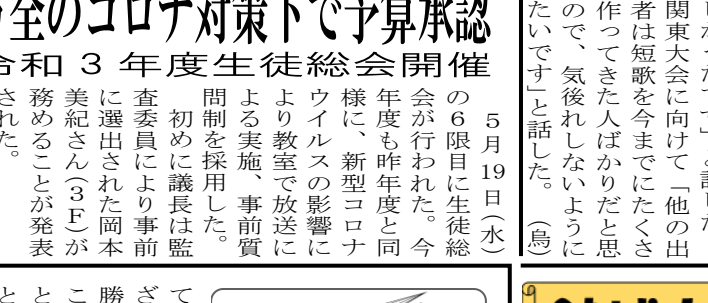 関東大会に向けて「他の出
者は短歌を今までにたくさ
作ってきた人ばかりだと思
ので、気後れしないように
たいです」と話した。　（鳥）
全のコロナ対策下で予算承認
令和3年度生徒総会開催
5月19日（水）
の6限目に生徒総
会が行われた。今
年度も昨年度と同
様に、新型コロナ
ウイルスの影響に
より教室で放送に
よる実施、事前質
問制を採用した。
初めに議長は監
査委員により事前
に選出された岡本
美紀さん（3F）が
務めることが発表
された。
て
ざ
勝
こ
と
と